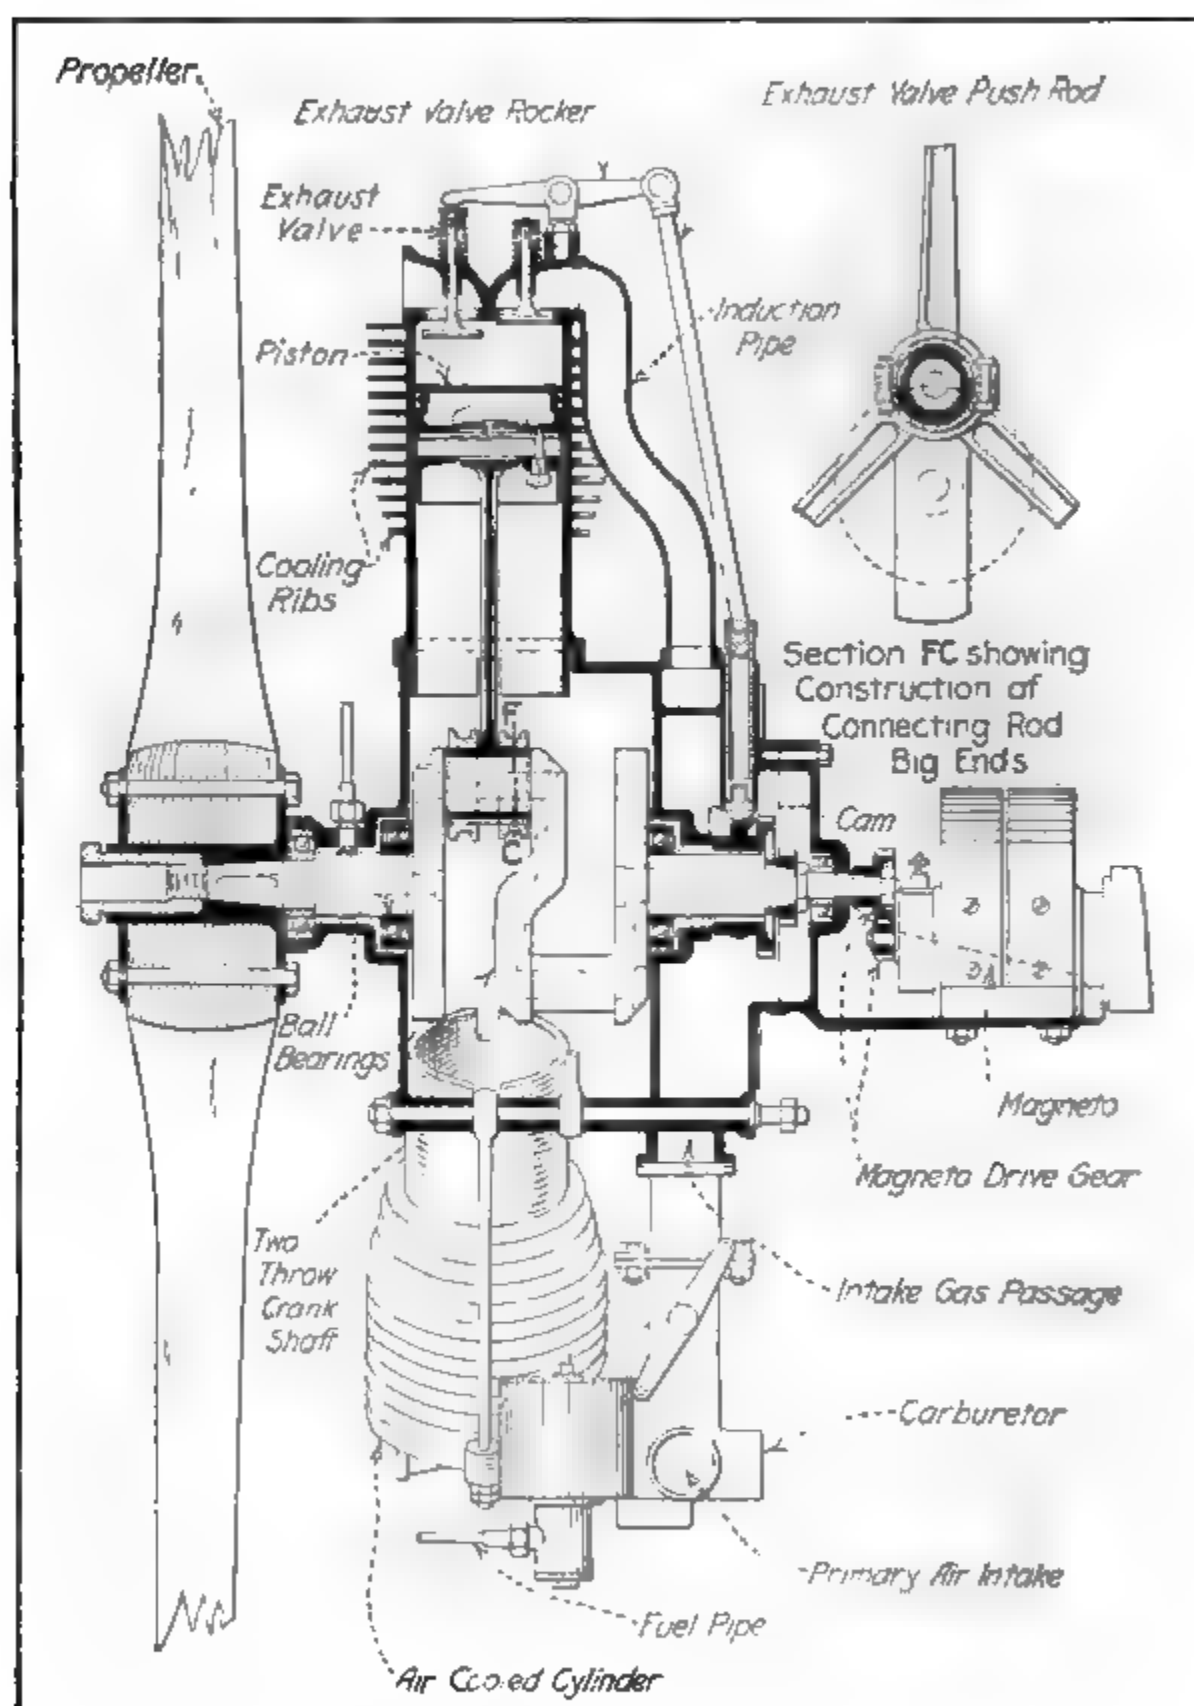 Propeller
Exhaust Valve Rocker
Exhaust Valve Push Rod
Exhaust
Valve
Induction
Pipe
Piston
Cooling
Ribs
Section FC showing
Construction of
Connecting Rod
Big Ends
F
C
Cam
Ball
Bearings
Magneto
Magneto Drive Gear
Two
Throw
Crank
Shaft
Intake Gas Passage
Carburetor
Primary Air Intake
Fuel Pipe
Air Cooled Cylinder